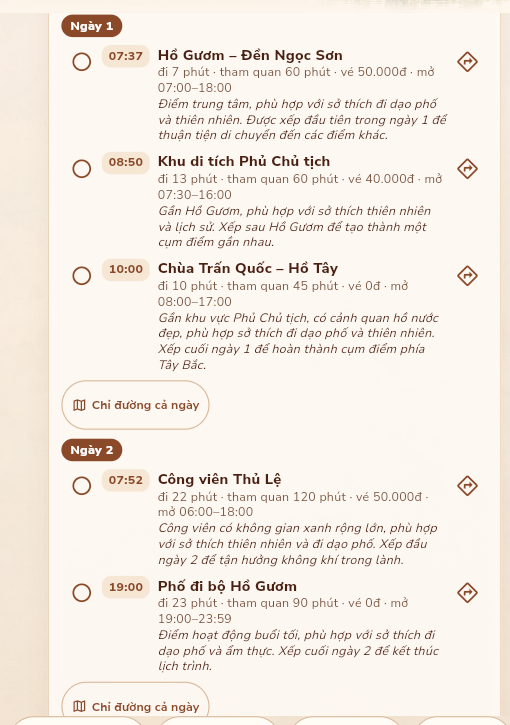 Ngày 1
07:37 Hồ Gươm – Đền Ngọc Sơn
đi 7 phút · tham quan 60 phút · vé 50.000đ · mở
07:00–18:00
Điểm trung tâm, phù hợp với sở thích đi dạo phố
và thiên nhiên. Được xếp đầu tiên trong ngày 1 để
thuận tiện di chuyển đến các điểm khác.
08:50 Khu di tích Phủ Chủ tịch
đi 13 phút · tham quan 60 phút · vé 40.000đ · mở
07:30–16:00
Gần Hồ Gươm, phù hợp với sở thích thiên nhiên
và lịch sử. Xếp sau Hồ Gươm để tạo thành một
cụm điểm gần nhau.
10:00 Chùa Trấn Quốc – Hồ Tây
đi 10 phút · tham quan 45 phút · vé 0đ · mở
08:00–17:00
Gần khu vực Phủ Chủ tịch, có cảnh quan hồ nước
đẹp, phù hợp sở thích đi dạo phố và thiên nhiên.
Xếp cuối ngày 1 để hoàn thành cụm điểm phía
Tây Bắc.
Chỉ đường cả ngày
Ngày 2
07:52 Công viên Thủ Lệ
đi 22 phút · tham quan 120 phút · vé 50.000đ ·
mở 06:00–18:00
Công viên có không gian xanh rộng lớn, phù hợp
với sở thích thiên nhiên và đi dạo phố. Xếp đầu
ngày 2 để tận hưởng không khí trong lành.
19:00 Phố đi bộ Hồ Gươm
đi 23 phút · tham quan 90 phút · vé 0đ · mở
19:00–23:59
Điểm hoạt động buổi tối, phù hợp với sở thích đi
dạo phố và ẩm thực. Xếp cuối ngày 2 để kết thúc
lịch trình.
Chỉ đường cả ngày